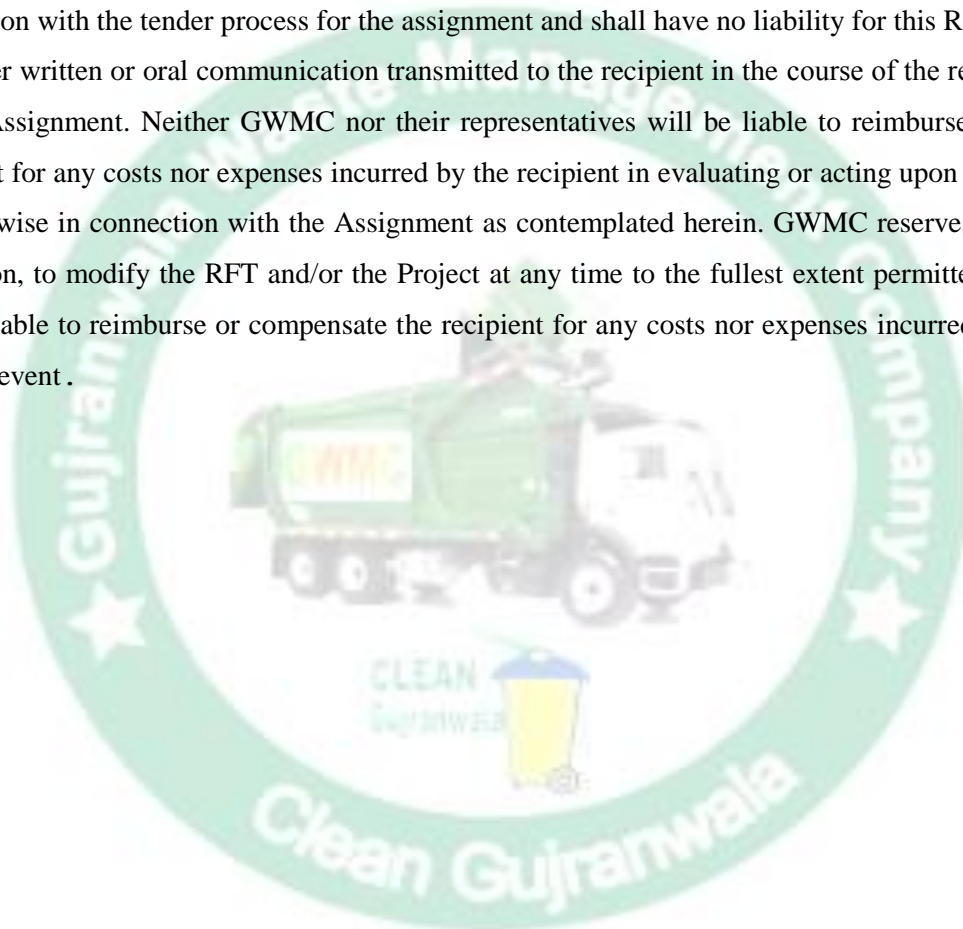 on with the tender process for the assignment and shall have no liability for this R
er written or oral communication transmitted to the recipient in the course of the re
Assignment. Neither GWMC nor their representatives will be liable to reimburse
t for any costs nor expenses incurred by the recipient in evaluating or acting upon
wise in connection with the Assignment as contemplated herein. GWMC reserve
on, to modify the RFT and/or the Project at any time to the fullest extent permitte
able to reimburse or compensate the recipient for any costs nor expenses incurred
event.
Gujranwala Waste Management Company
GWMC
CLEAN
Gujranwala
Clean Gujranwala